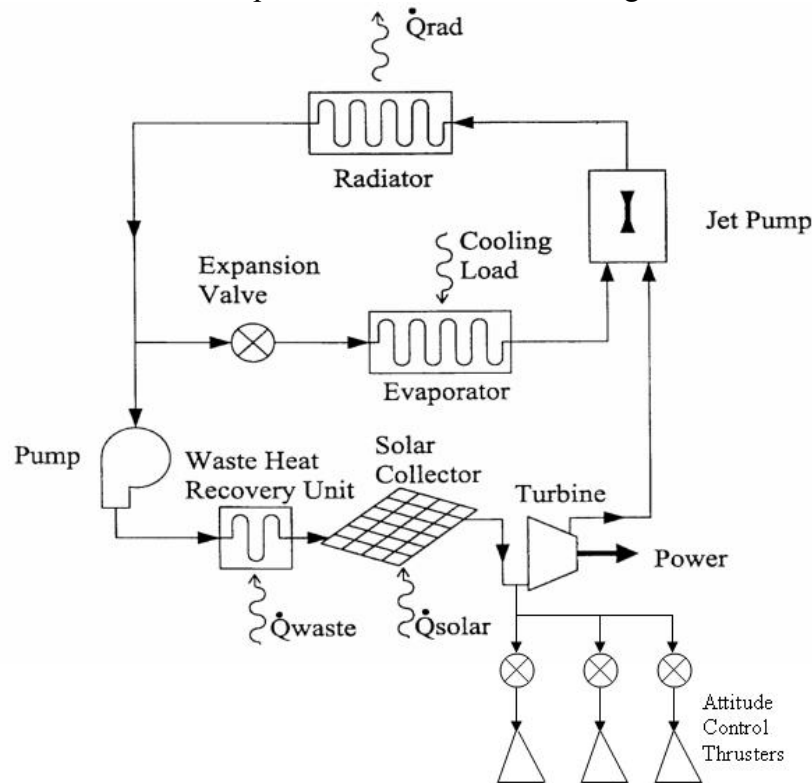 Q̇rad
Radiator
Jet Pump
Cooling
Load
Expansion
Valve
Evaporator
Pump
Waste Heat
Recovery Unit
Solar
Collector
Turbine
Power
Q̇waste
Q̇solar
Attitude
Control
Thrusters